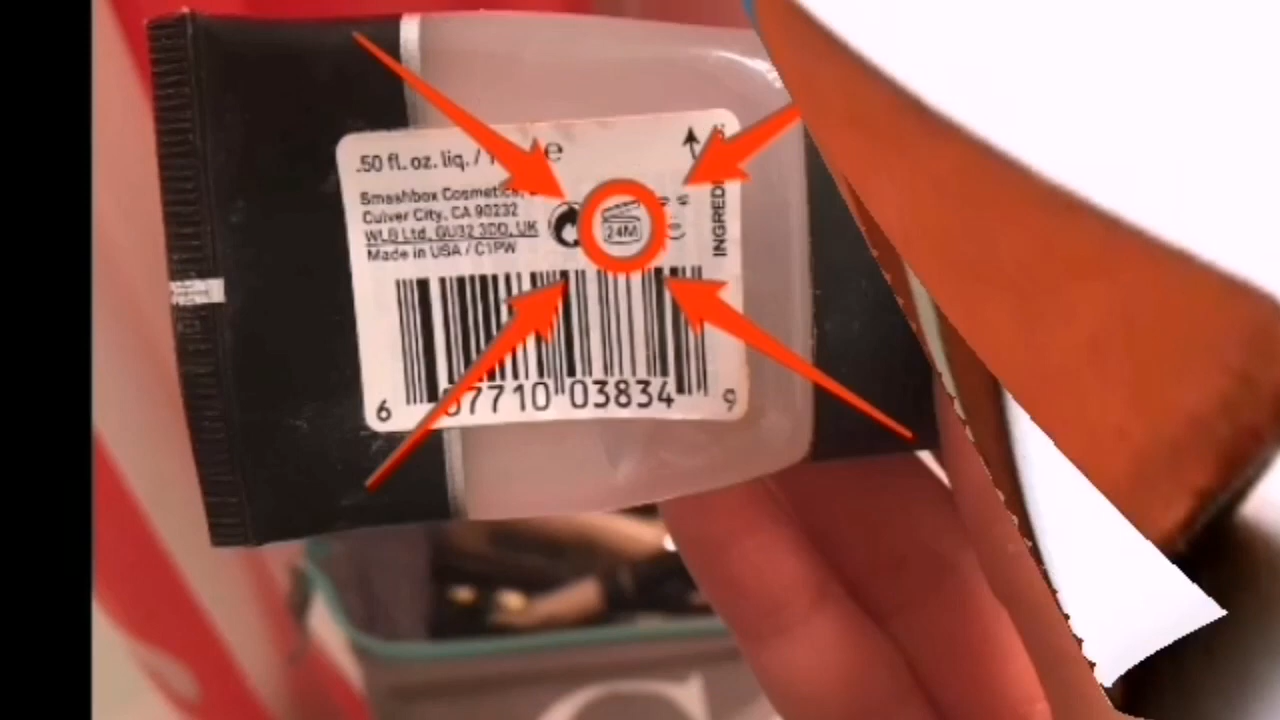 .50 fl. oz. liq. / e
Smashbox Cosmetics,
Culver City, CA 90232
WLB Ltd, GU32 3DD, UK
Made in USA / C1PW
24M
INGREDI
6 7710 03834 9
C